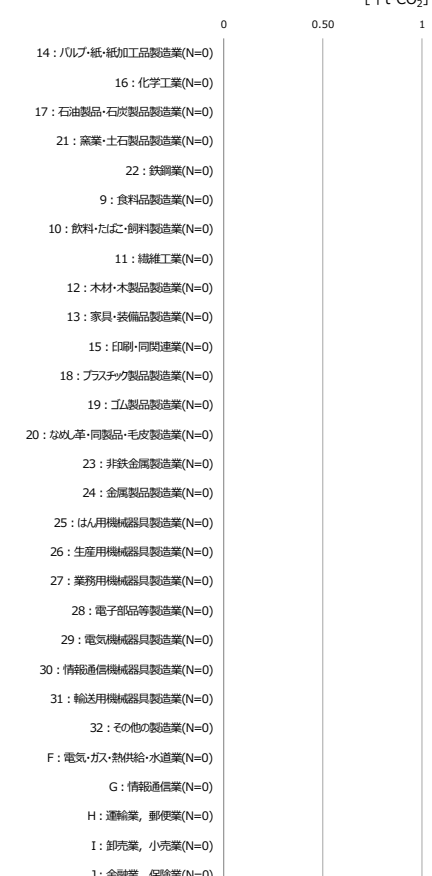 [千t-CO₂]
0 0.50 1
14：パルプ・紙・紙加工品製造業(N=0)
16：化学工業(N=0)
17：石油製品・石炭製品製造業(N=0)
21：窯業・土石製品製造業(N=0)
22：鉄鋼業(N=0)
9：食料品製造業(N=0)
10：飲料・たばこ・飼料製造業(N=0)
11：繊維工業(N=0)
12：木材・木製品製造業(N=0)
13：家具・装備品製造業(N=0)
15：印刷・同関連業(N=0)
18：プラスチック製品製造業(N=0)
19：ゴム製品製造業(N=0)
20：なめし革・同製品・毛皮製造業(N=0)
23：非鉄金属製造業(N=0)
24：金属製品製造業(N=0)
25：はん用機械器具製造業(N=0)
26：生産用機械器具製造業(N=0)
27：業務用機械器具製造業(N=0)
28：電子部品等製造業(N=0)
29：電気機械器具製造業(N=0)
30：情報通信機械器具製造業(N=0)
31：輸送用機械器具製造業(N=0)
32：その他の製造業(N=0)
F：電気・ガス・熱供給・水道業(N=0)
G：情報通信業(N=0)
H：運輸業，郵便業(N=0)
I：卸売業，小売業(N=0)
J：金融業，保険業(N=0)